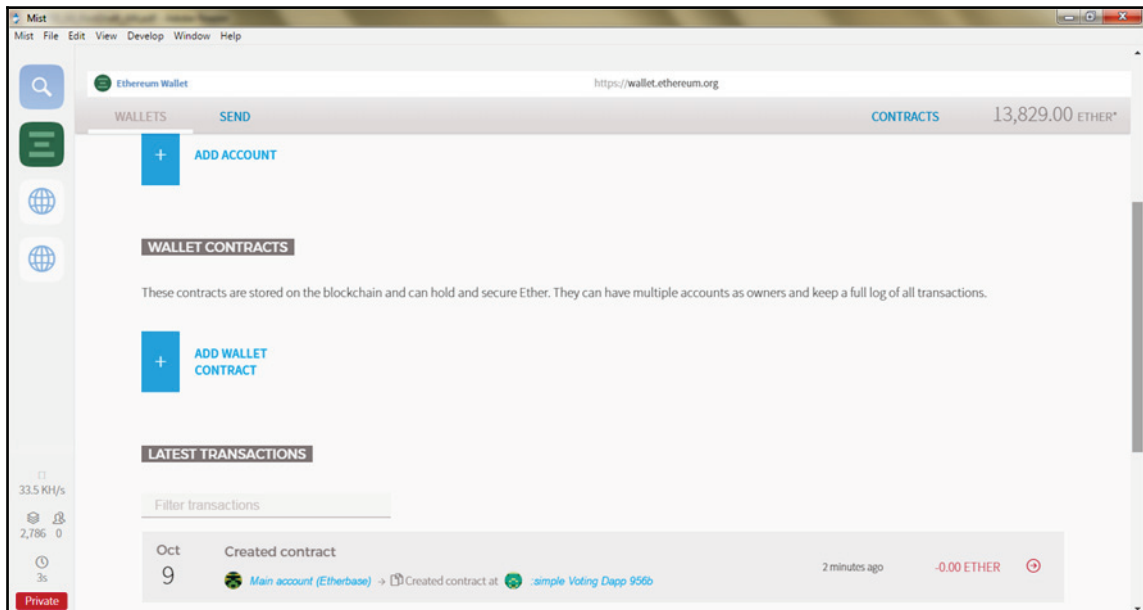 Mist
Mist File Edit View Develop Window Help
Ethereum Wallet https://wallet.ethereum.org
WALLETS SEND CONTRACTS 13,829.00 ETHER*
+ ADD ACCOUNT
WALLET CONTRACTS
These contracts are stored on the blockchain and can hold and secure Ether. They can have multiple accounts as owners and keep a full log of all transactions.
+ ADD WALLET
CONTRACT
LATEST TRANSACTIONS
33.5 KH/s
Filter transactions
2,786 0
Oct Created contract
9 Main account (Etherbase) → Created contract at :simple Voting Dapp 956b 2 minutes ago -0.00 ETHER
3s
Private